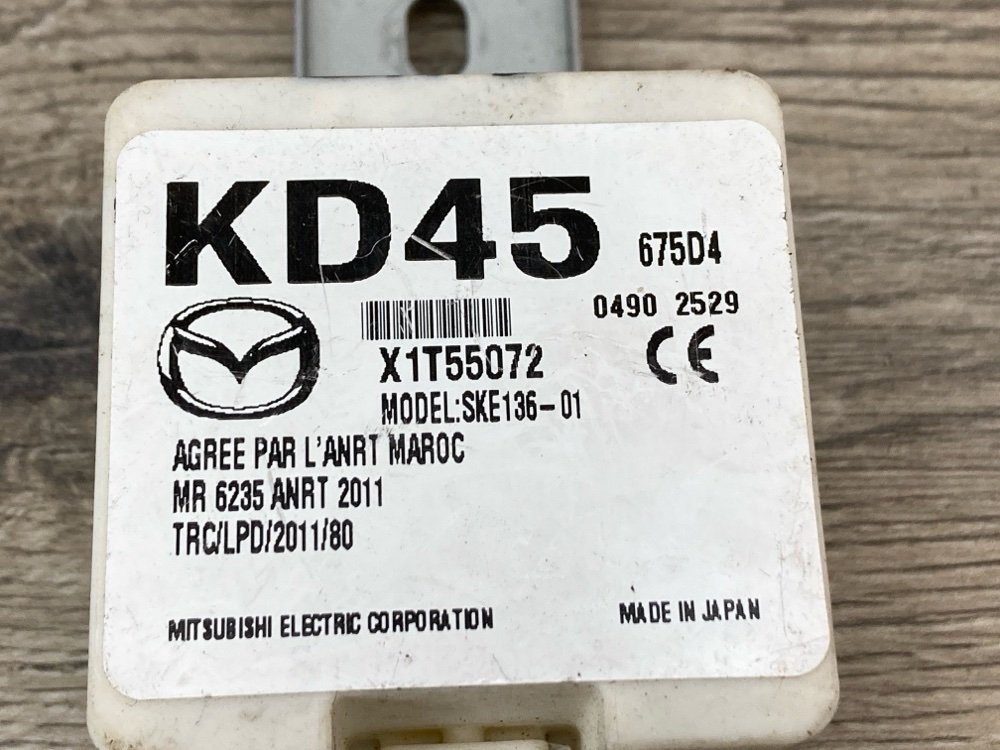 KD45 675D4
0490 2529
CE
X1T55072
MODEL:SKE136-01
AGREE PAR L'ANRT MAROC
MR 6235 ANRT 2011
TRC/LPD/2011/80
MITSUBISHI ELECTRIC CORPORATION MADE IN JAPAN